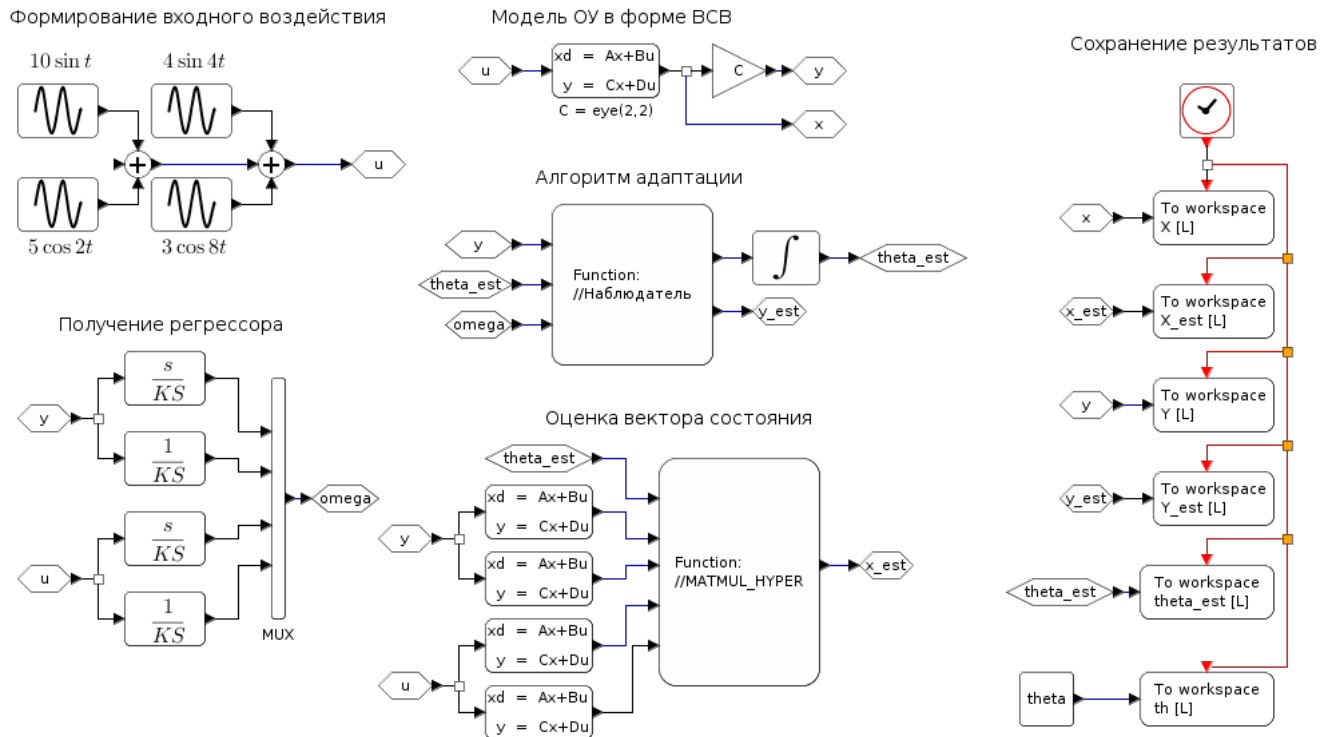 Формирование входного воздействия
10 sin t
4 sin 4t
5 cos 2t
3 cos 8t
u
Модель ОУ в форме ВСВ
u
xd = Ax+Bu
y = Cx+Du
C = eye(2,2)
C
y
x
Алгоритм адаптации
y
theta_est
omega
Function:
//Наблюдатель
∫
theta_est
y_est
Получение регрессора
y
s
KS
1
KS
u
s
KS
1
KS
MUX
omega
Оценка вектора состояния
theta_est
y
xd = Ax+Bu
y = Cx+Du
xd = Ax+Bu
y = Cx+Du
u
xd = Ax+Bu
y = Cx+Du
xd = Ax+Bu
y = Cx+Du
Function:
//MATMUL_HYPER
x_est
Сохранение результатов
x
To workspace
X [L]
x_est
To workspace
X_est [L]
y
To workspace
Y [L]
y_est
To workspace
Y_est [L]
theta_est
To workspace
theta_est [L]
theta
To workspace
th [L]